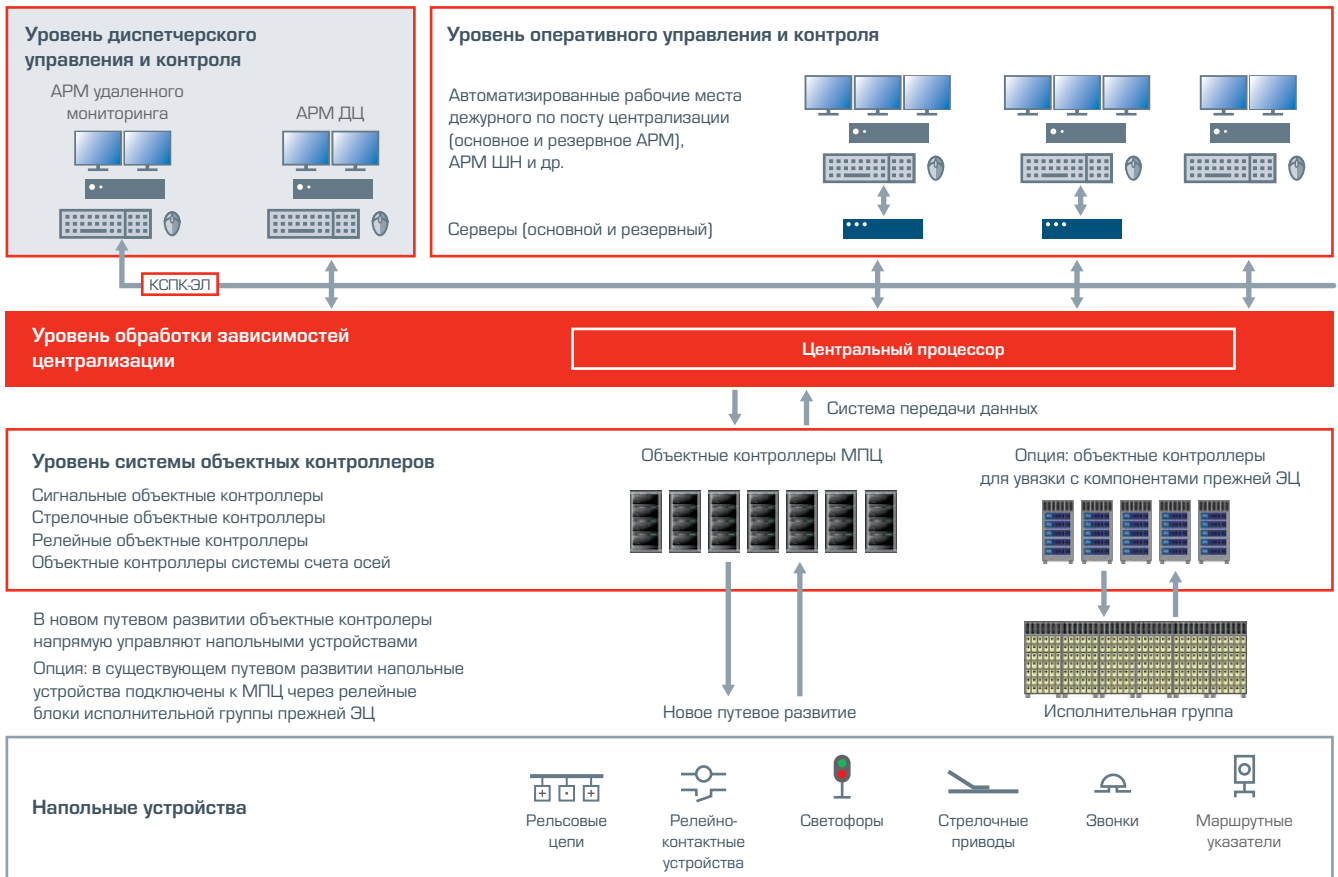 Уровень диспетчерского
управления и контроля
АРМ удаленного
мониторинга
АРМ ДЦ
КСПК-ЭЛ
Уровень оперативного управления и контроля
Автоматизированные рабочие места
дежурного по посту централизации
(основное и резервное АРМ),
АРМ ШН и др.
Серверы (основной и резервный)
Уровень обработки зависимостей
централизации
Центральный процессор
Система передачи данных
Уровень системы объектных контроллеров
Сигнальные объектные контроллеры
Стрелочные объектные контроллеры
Релейные объектные контроллеры
Объектные контроллеры системы счета осей
Объектные контроллеры МПЦ
Опция: объектные контроллеры
для увязки с компонентами прежней ЭЦ
В новом путевом развитии объектные контролеры
напрямую управляют напольными устройствами
Опция: в существующем путевом развитии напольные
устройства подключены к МПЦ через релейные
блоки исполнительной группы прежней ЭЦ
Новое путевое развитие
Исполнительная группа
Напольные устройства
Рельсовые
цепи
Релейно-
контактные
устройства
Светофоры
Стрелочные
приводы
Звонки
Маршрутные
указатели